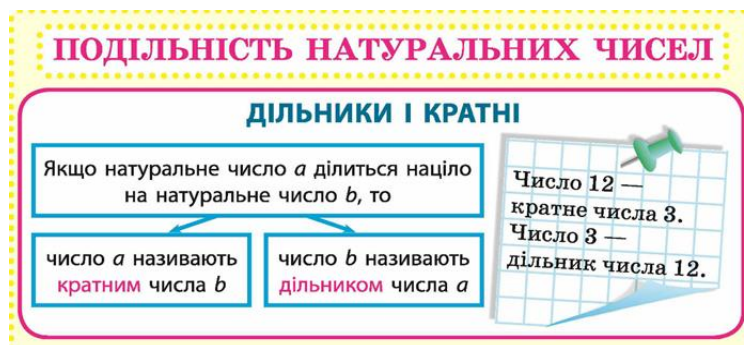 ПОДІЛЬНІСТЬ НАТУРАЛЬНИХ ЧИСЕЛ
ДІЛЬНИКИ І КРАТНІ
Якщо натуральне число a ділиться націло
на натуральне число b, то
число a називають
кратним числа b
число b називають
дільником числа a
Число 12 —
кратне числа 3.
Число 3 —
дільник числа 12.